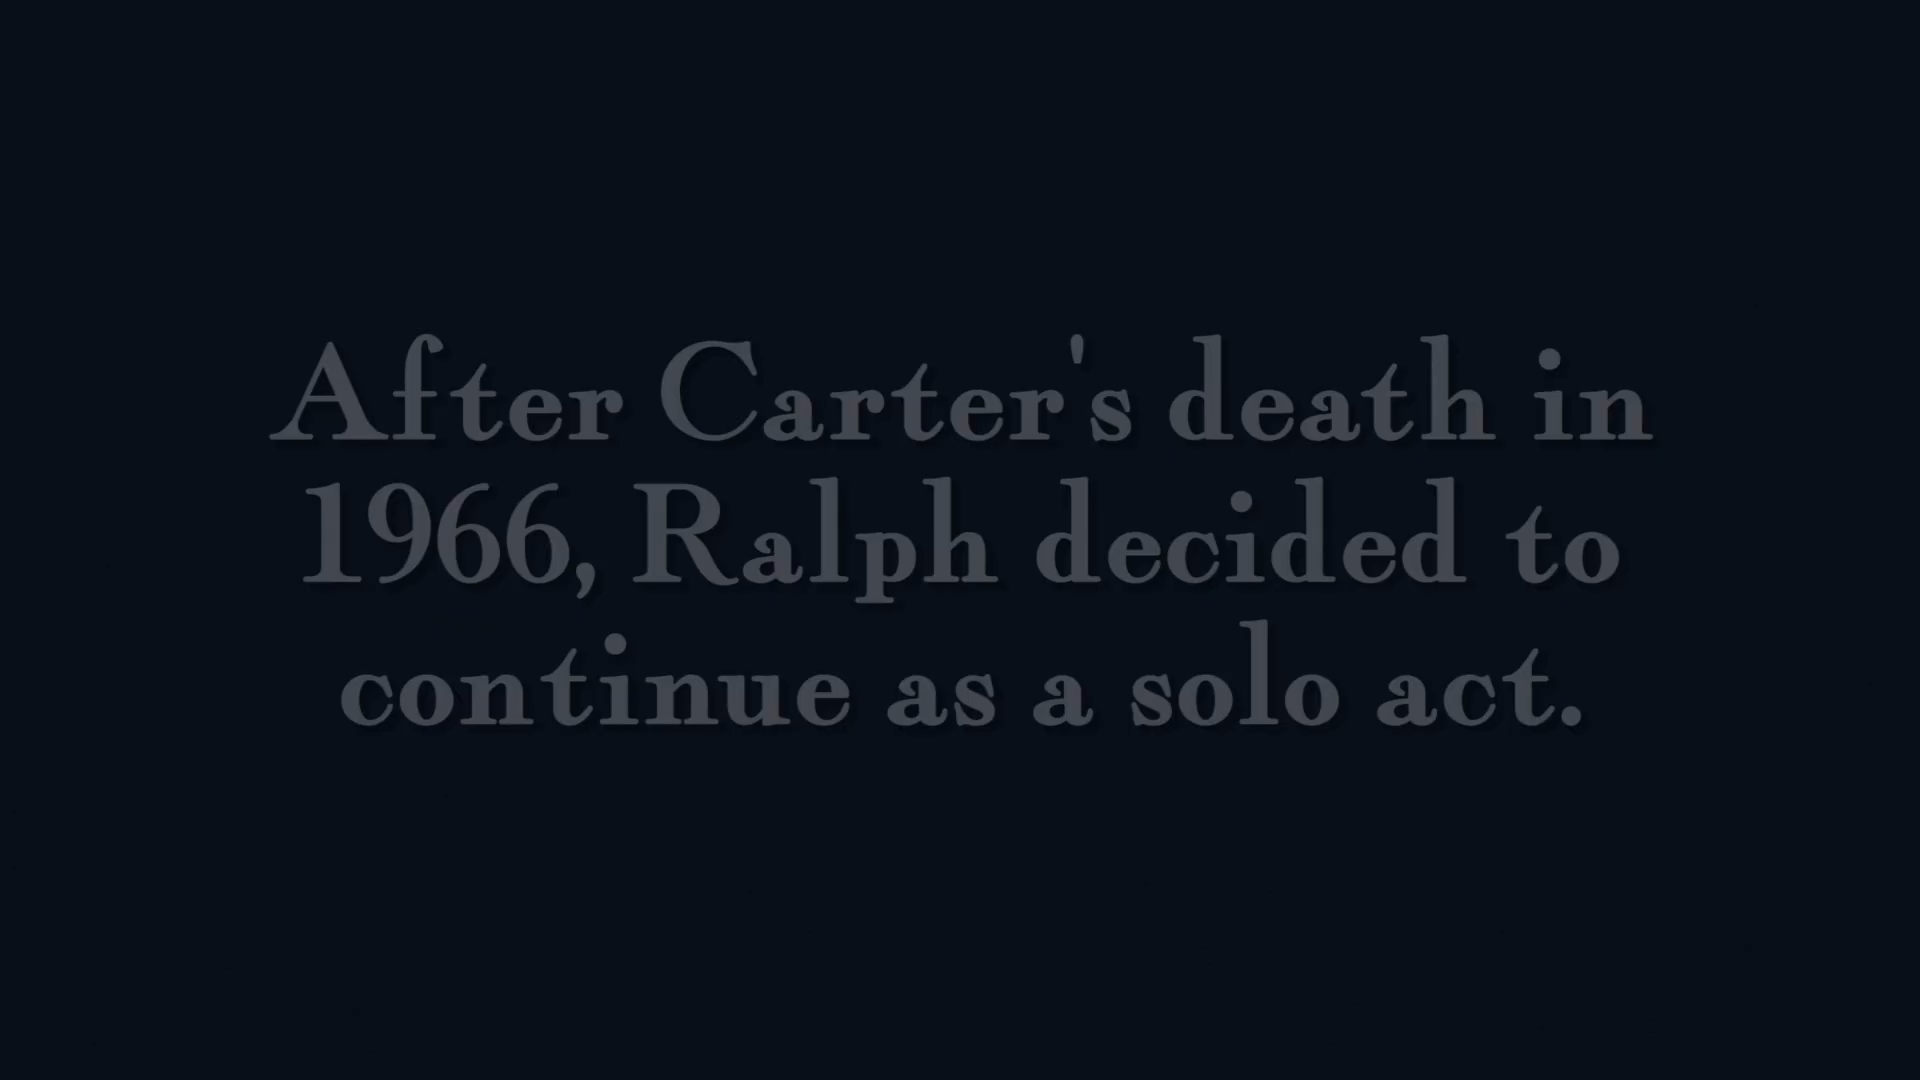 After Carter's death in
1966, Ralph decided to
continue as a solo act.